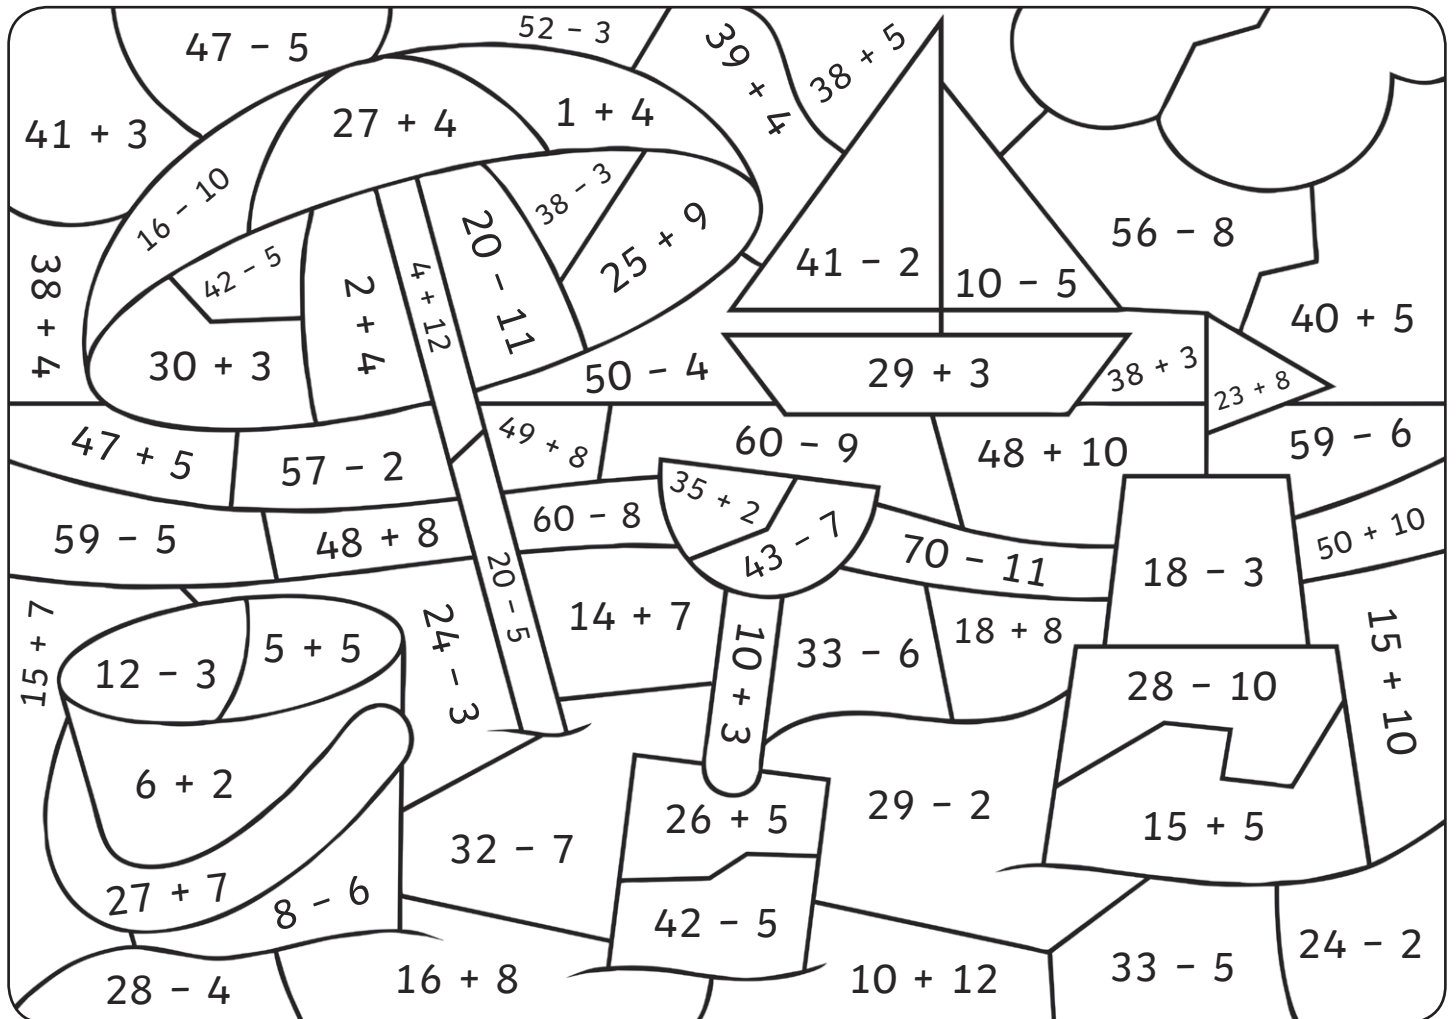 47 – 5
52 – 3
39 + 4
38 + 5
41 + 3
27 + 4
1 + 4
16 – 10
38 – 3
25 + 9
56 – 8
38 + 4
42 – 5
2 + 4
4 + 12
20 – 11
41 – 2
10 – 5
40 + 5
30 + 3
50 – 4
29 + 3
38 + 3
23 + 8
47 + 5
57 – 2
49 + 8
60 – 9
48 + 10
59 – 6
59 – 5
48 + 8
60 – 8
35 + 2
43 – 7
70 – 11
18 – 3
50 + 10
15 + 7
12 – 3
5 + 5
24 – 3
20 – 5
14 + 7
10 + 3
33 – 6
18 + 8
28 – 10
15 + 10
6 + 2
32 – 7
26 + 5
29 – 2
15 + 5
27 + 7
8 – 6
42 – 5
28 – 4
16 + 8
10 + 12
33 – 5
24 – 2